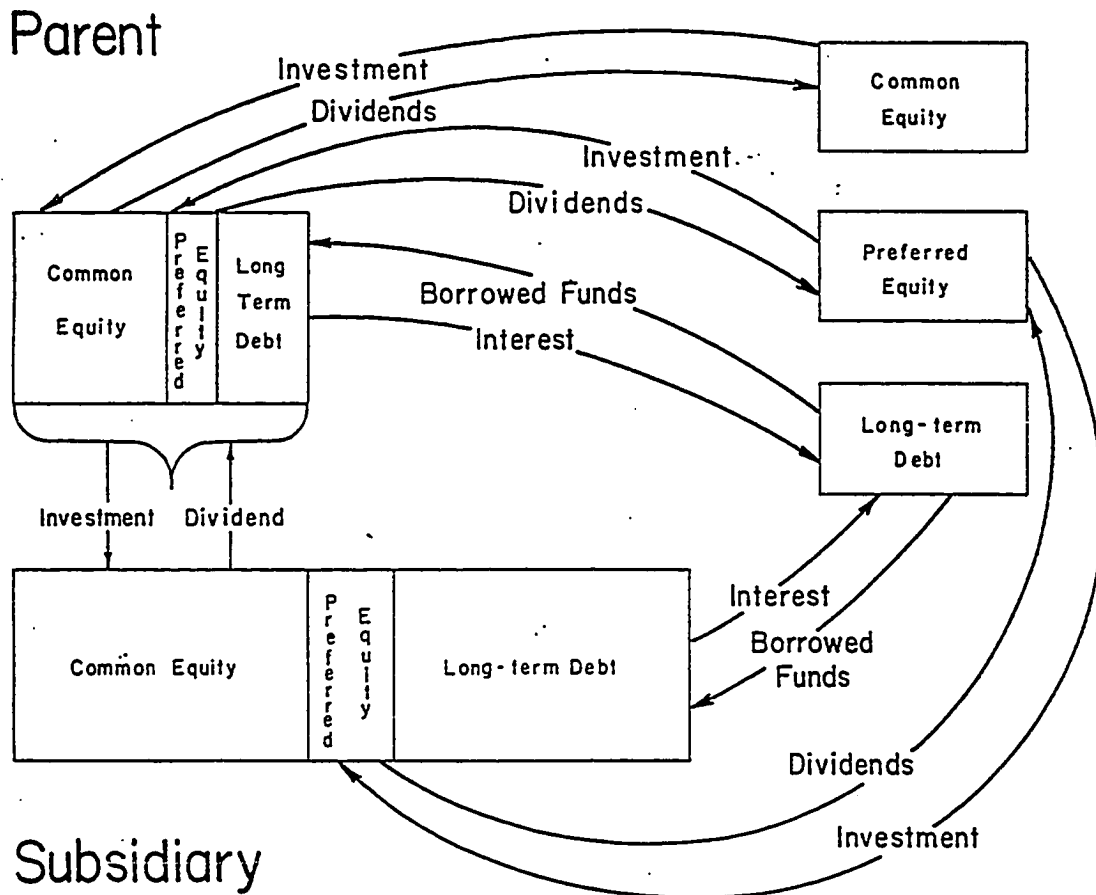 Parent
Investment
Dividends
Common
Equity
Investment
Dividends
Common
Equity
Preferred
Equity
Long
Term
Debt
Preferred
Equity
Borrowed Funds
Interest
Long-term
Debt
Investment
Dividend
Common Equity
Preferred
Equity
Long-term Debt
Interest
Borrowed
Funds
Dividends
Investment
Subsidiary